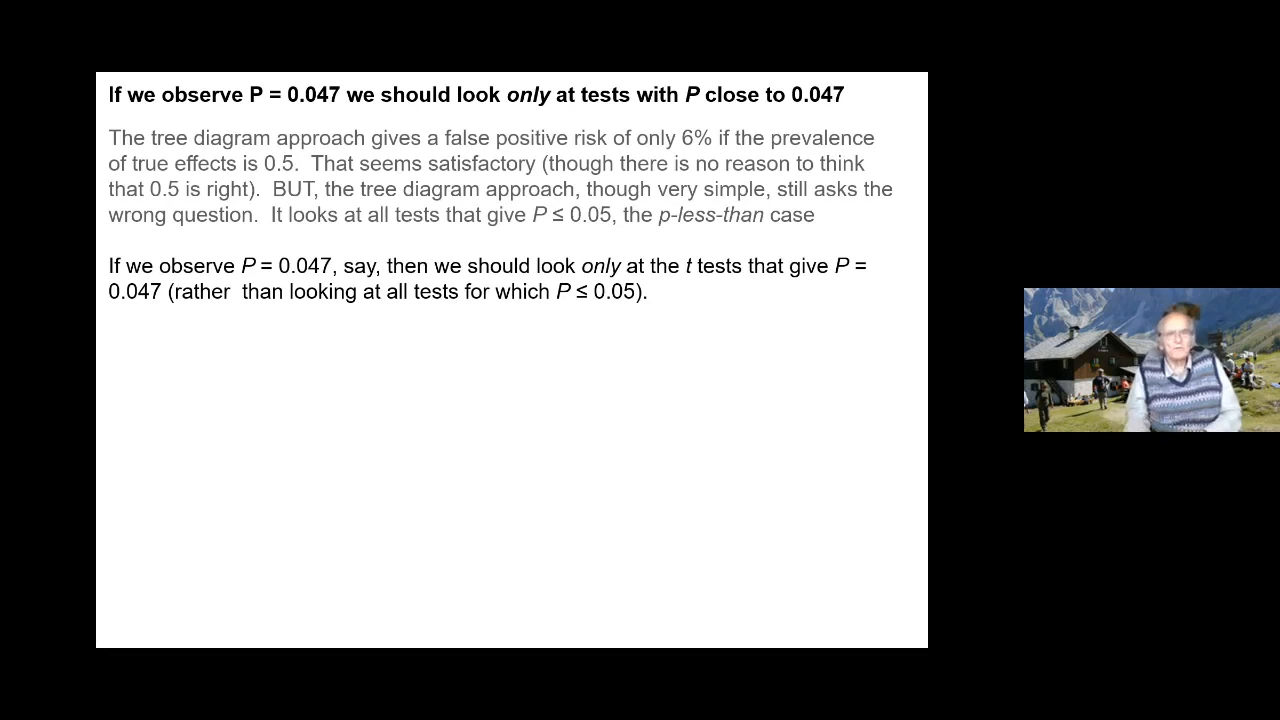 If we observe P = 0.047 we should look only at tests with P close to 0.047
The tree diagram approach gives a false positive risk of only 6% if the prevalence
of true effects is 0.5.  That seems satisfactory (though there is no reason to think
that 0.5 is right).  BUT, the tree diagram approach, though very simple, still asks the
wrong question.  It looks at all tests that give P ≤ 0.05, the p-less-than case
If we observe P = 0.047, say, then we should look only at the t tests that give P =
0.047 (rather  than looking at all tests for which P ≤ 0.05).